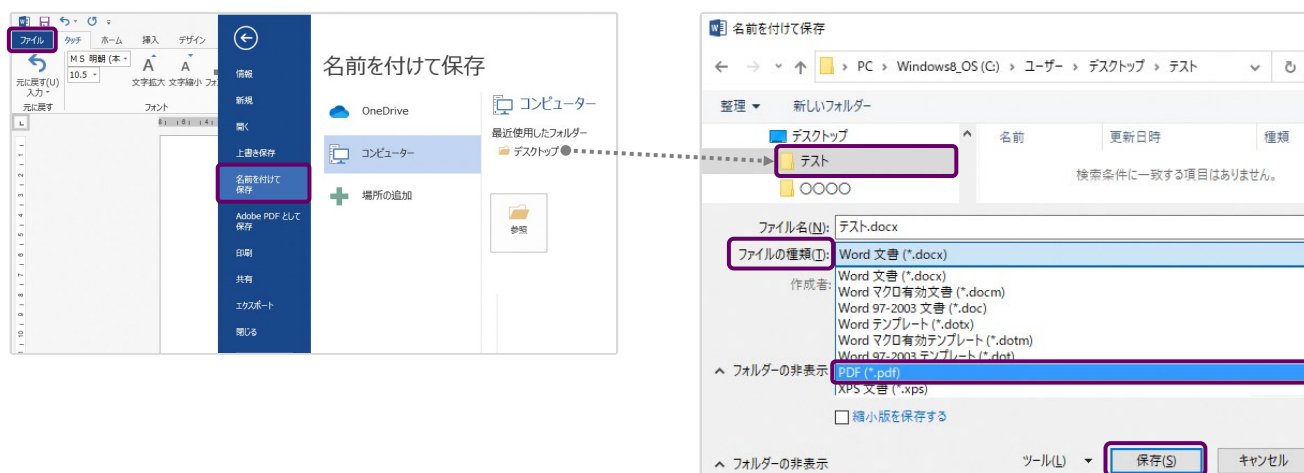 ファイル タッチ ホーム 挿入 デザイン
元に戻す(U)
入力
元に戻す
MS 明朝 (本
10.5
文字拡大 文字縮小
フォント
情報
新規
開く
上書き保存
名前を付けて
保存
Adobe PDF として
保存
印刷
共有
エクスポート
閉じる
名前を付けて保存
OneDrive
コンピューター
場所の追加
コンピューター
最近使用したフォルダー
デスクトップ
参照
名前を付けて保存
PC › Windows8_OS (C:) › ユーザー › デスクトップ › テスト
整理 新しいフォルダー
デスクトップ
テスト
○○○○
名前 更新日時 種類
検索条件に一致する項目はありません。
ファイル名(N): テスト.docx
ファイルの種類(T): Word 文書 (*.docx)
作成者:
Word 文書 (*.docx)
Word マクロ有効文書 (*.docm)
Word 97-2003 文書 (*.doc)
Word テンプレート (*.dotx)
Word マクロ有効テンプレート (*.dotm)
Word 97-2003 テンプレート (*.dot)
フォルダーの非表示 PDF (*.pdf)
XPS 文書 (*.xps)
縮小版を保存する
フォルダーの非表示 ツール(L) 保存(S) キャンセル